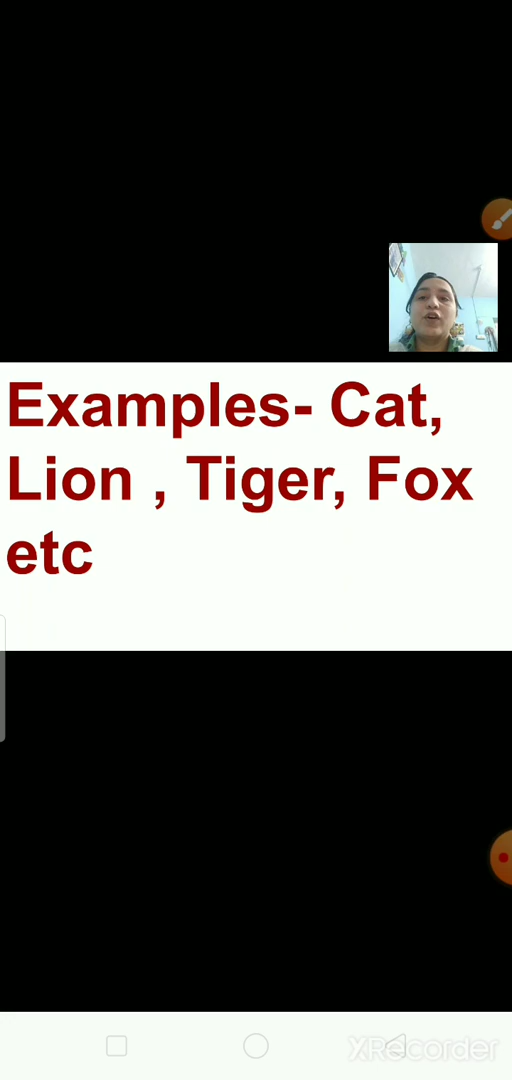 Examples- Cat,
Lion , Tiger, Fox
etc
XRecorder